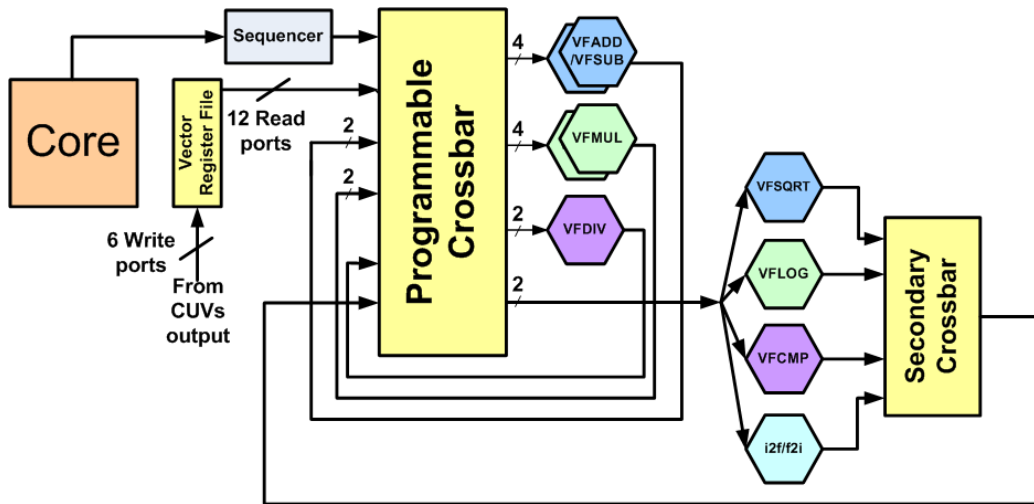 Sequencer
Core
Vector
Register File
12 Read
ports
6 Write
ports
From
CUVs
output
2
2
Programmable
Crossbar
4
4
2
2
VFADD
/VFSUB
VFMUL
VFDIV
VFSQRT
VFLOG
VFCMP
i2f/f2i
Secondary
Crossbar